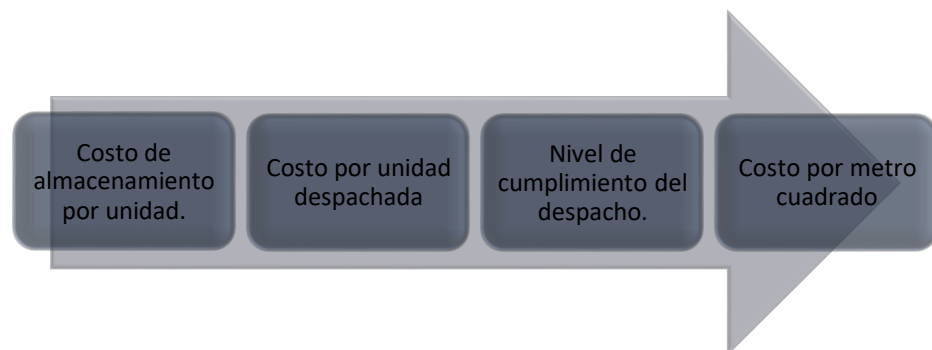 Costo de
almacenamiento
por unidad.
Costo por unidad
despachada
Nivel de
cumplimiento del
despacho.
Costo por metro
cuadrado